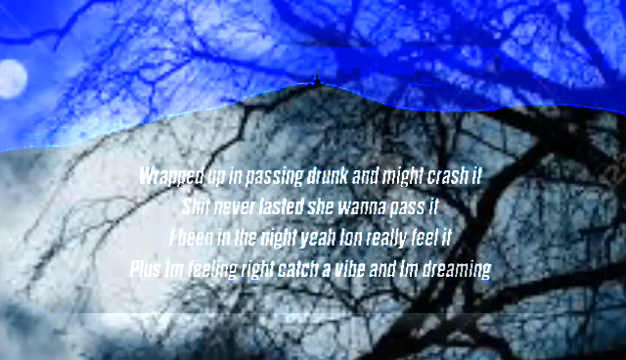 Wrapped up in passing drunk and might crash it
Shit never lasted she wanna pass it
I been in the night yeah Ion really feel it
Plus Im feeling right catch a vibe and Im dreaming